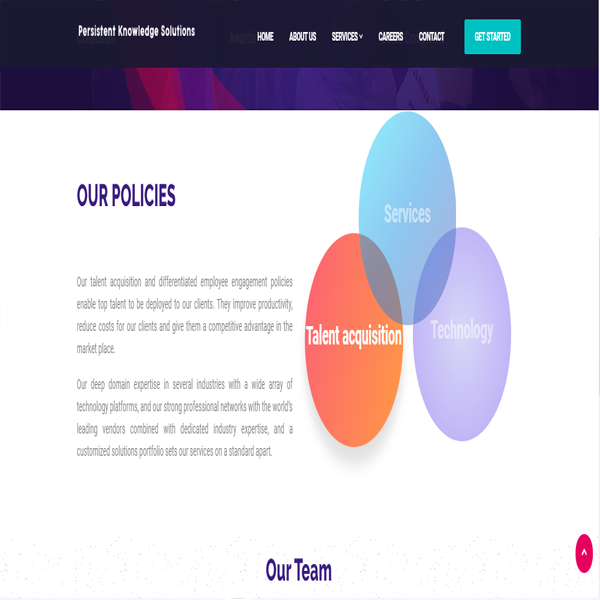 Persistent Knowledge Solutions
HOME ABOUT US SERVICES CAREERS CONTACT GET STARTED
OUR POLICIES
Our talent acquisition and differentiated employee engagement policies
enable top talent to be deployed to our clients. They improve productivity,
reduce costs for our clients and give them a competitive advantage in the
market place.
Our deep domain expertise in several industries with a wide array of
technology platforms, and our strong professional networks with the world's
leading vendors combined with dedicated industry expertise, and a
customized solutions portfolio sets our services on a standard apart.
Services
Talent acquisition
Technology
Our Team